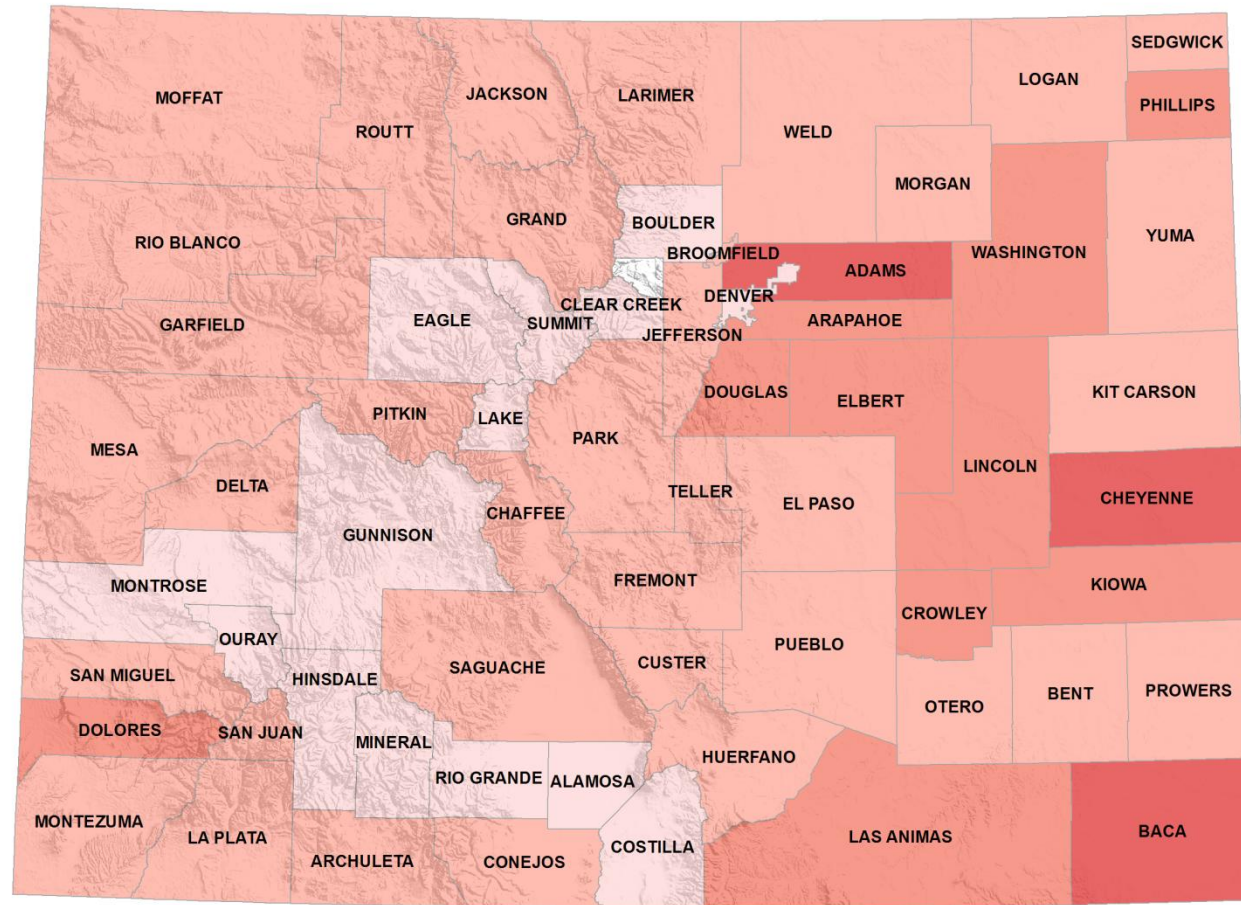 SEDGWICK
LOGAN
JACKSON
LARIMER
MOFFAT
PHILLIPS
ROUTT
WELD
MORGAN
GRAND
BOULDER
YUMA
RIO BLANCO
BROOMFIELD
WASHINGTON
ADAMS
DENVER
CLEAR CREEK
EAGLE
SUMMIT
ARAPAHOE
GARFIELD
JEFFERSON
DOUGLAS
KIT CARSON
ELBERT
PITKIN
LAKE
PARK
MESA
LINCOLN
DELTA
TELLER
CHEYENNE
EL PASO
CHAFFEE
GUNNISON
FREMONT
MONTROSE
KIOWA
CROWLEY
OURAY
PUEBLO
CUSTER
SAGUACHE
SAN MIGUEL
HINSDALE
BENT
PROWERS
OTERO
DOLORES
SAN JUAN
MINERAL
HUERFANO
RIO GRANDE
ALAMOSA
MONTEZUMA
LA PLATA
LAS ANIMAS
BACA
COSTILLA
ARCHULETA
CONEJOS